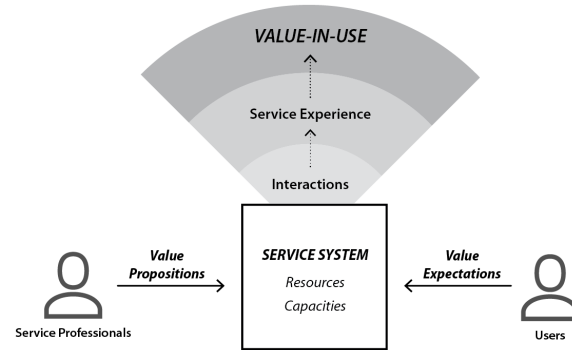 VALUE-IN-USE
Service Experience
Interactions
Value
Propositions
SERVICE SYSTEM
Resources
Capacities
Value
Expectations
Service Professionals
Users